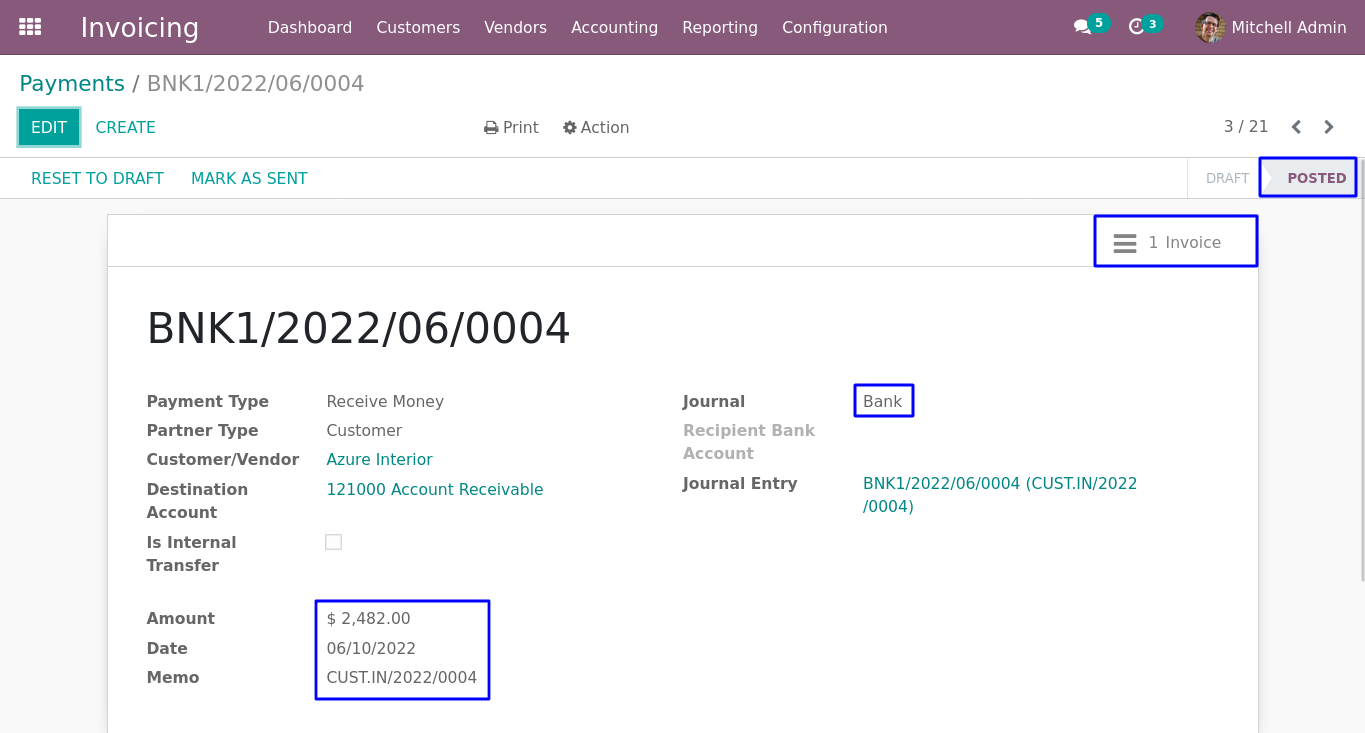 Invoicing Dashboard Customers Vendors Accounting Reporting Configuration 5 3 Mitchell Admin
Payments / BNK1/2022/06/0004
EDIT CREATE Print Action 3 / 21
RESET TO DRAFT MARK AS SENT DRAFT POSTED
1 Invoice
BNK1/2022/06/0004
Payment Type Receive Money
Partner Type Customer
Customer/Vendor Azure Interior
Destination Account 121000 Account Receivable
Is Internal
Transfer
Amount $ 2,482.00
Date 06/10/2022
Memo CUST.IN/2022/0004
Journal Bank
Recipient Bank
Account
Journal Entry BNK1/2022/06/0004 (CUST.IN/2022
/0004)